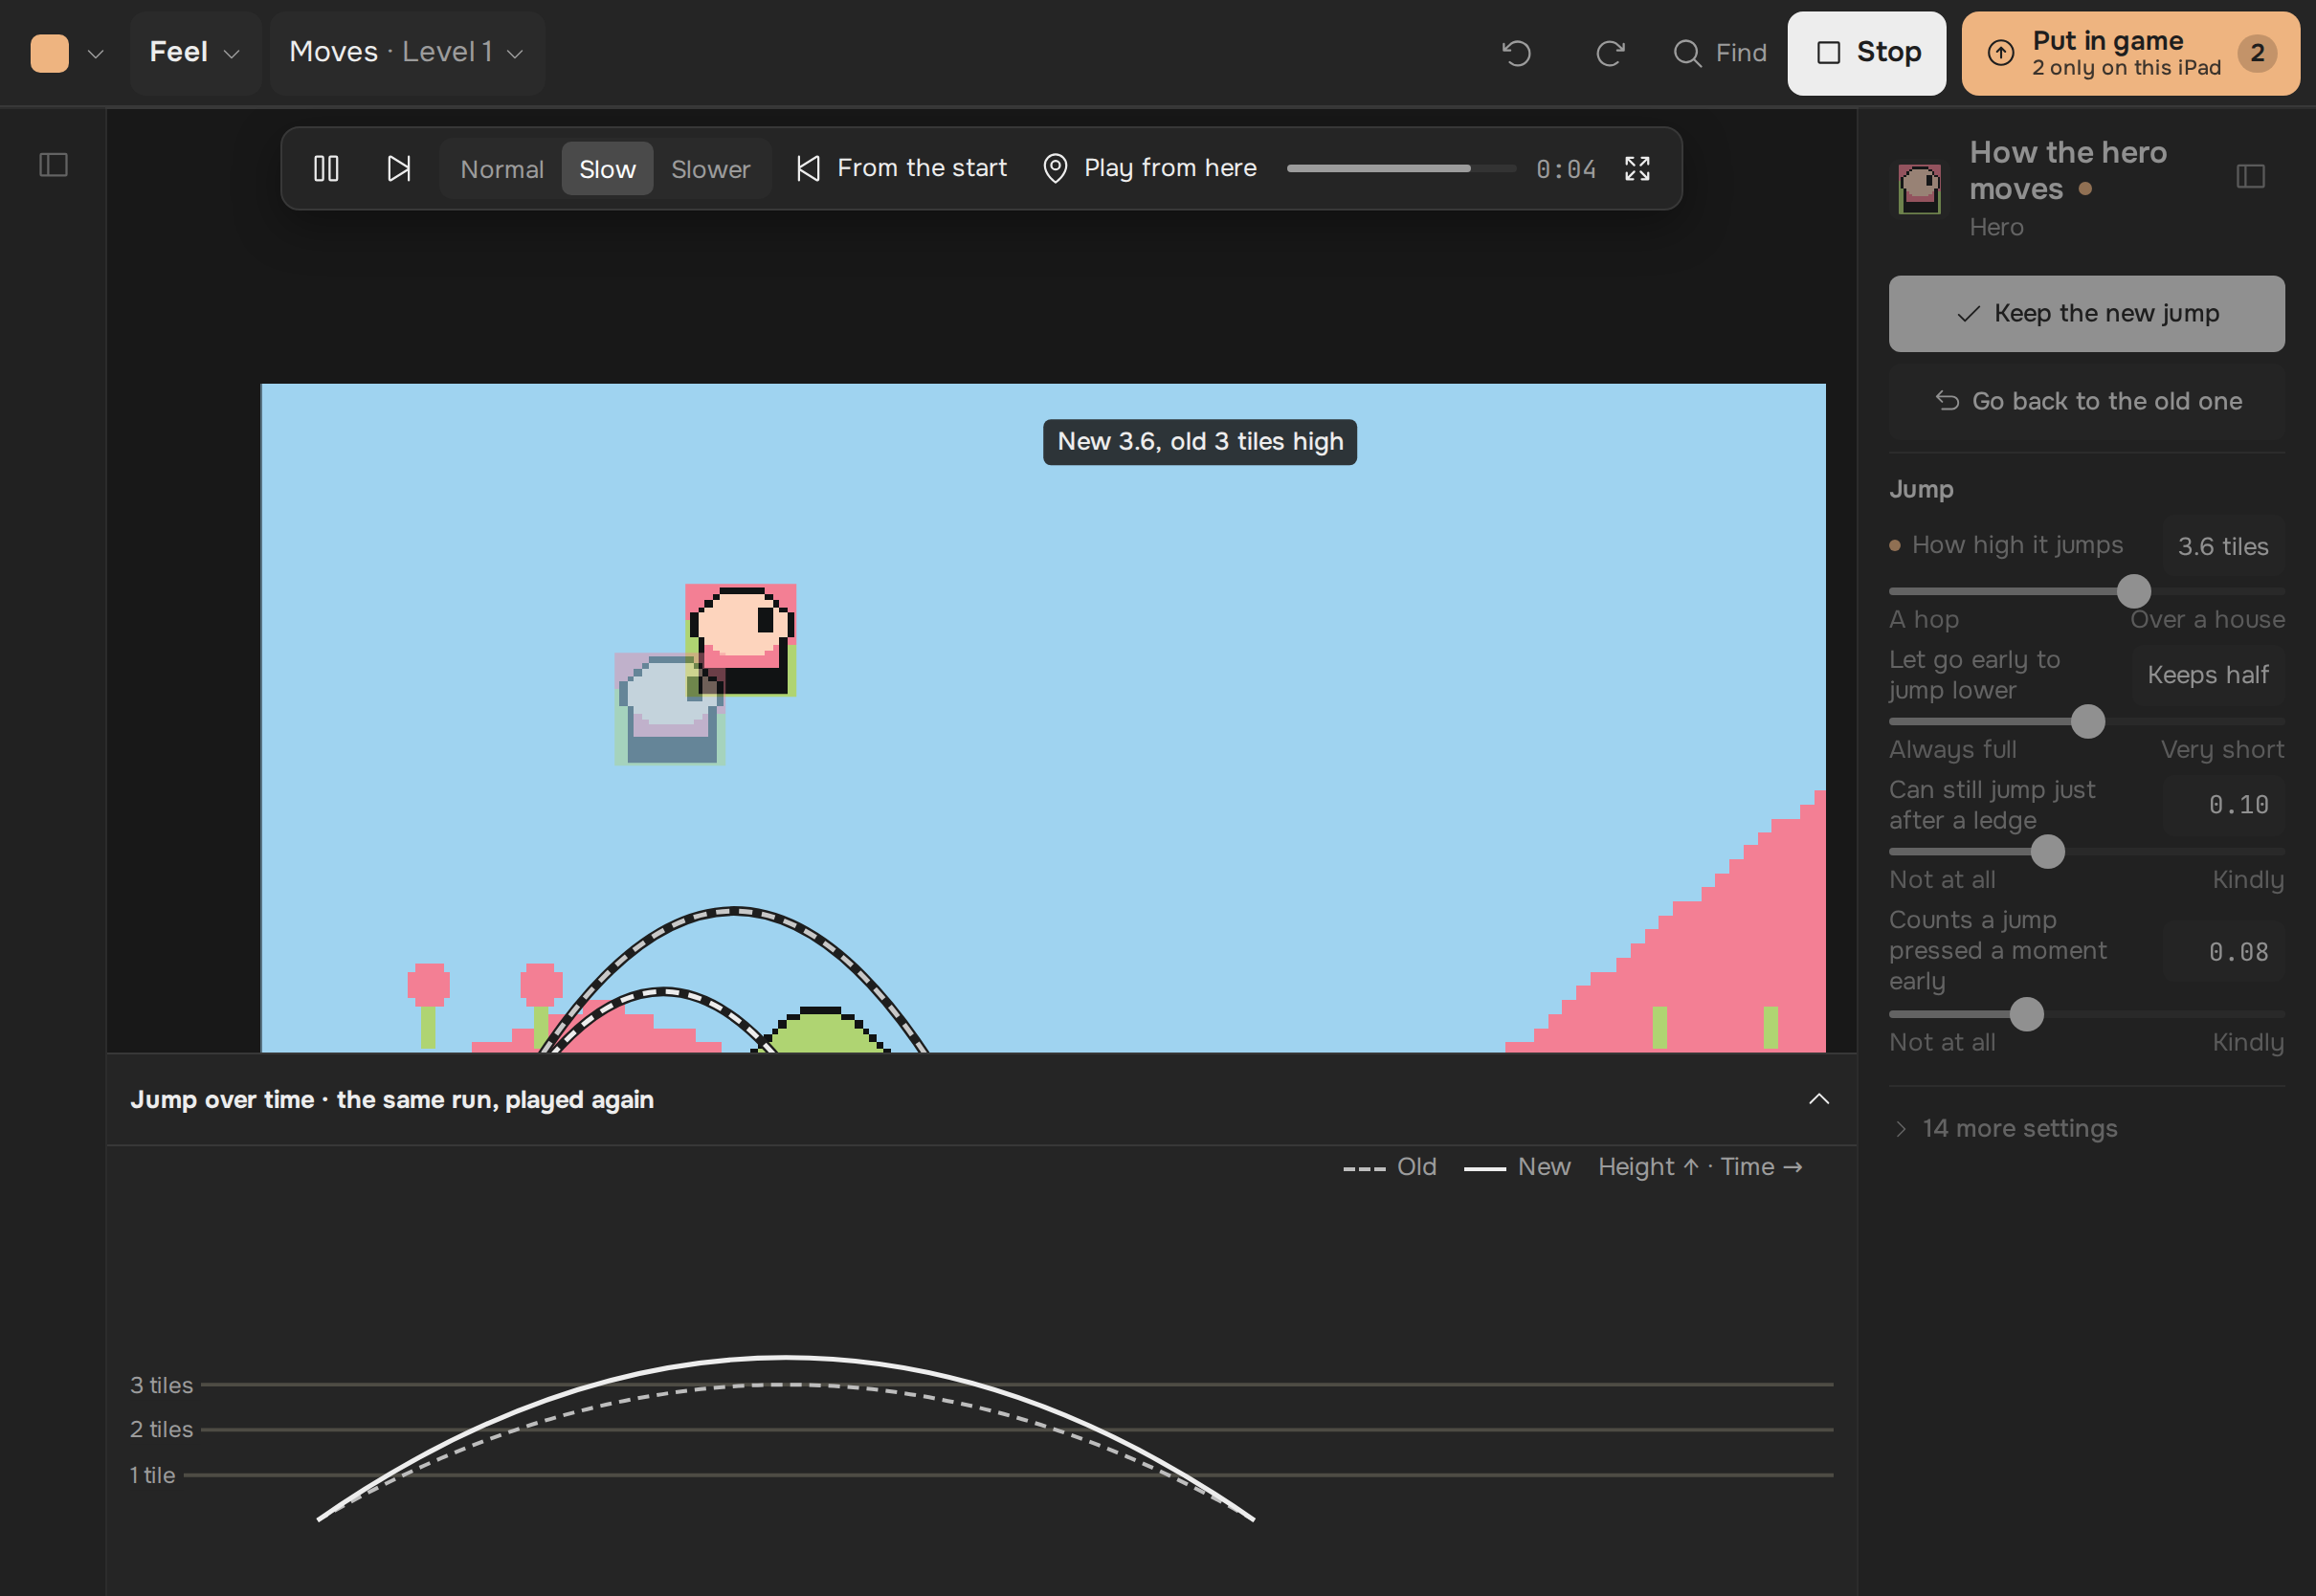 Feel
Moves · Level 1
Find
Stop
Put in game
2 only on this iPad
2
Normal
Slow
Slower
From the start
Play from here
0:04
How the hero
moves
Hero
Keep the new jump
Go back to the old one
New 3.6, old 3 tiles high
Jump
How high it jumps
3.6 tiles
A hop
Over a house
Let go early to
jump lower
Keeps half
Always full
Very short
Can still jump just
after a ledge
0.10
Not at all
Kindly
Counts a jump
pressed a moment
early
0.08
Not at all
Kindly
14 more settings
Jump over time · the same run, played again
Old
New
Height ↑ · Time →
3 tiles
2 tiles
1 tile